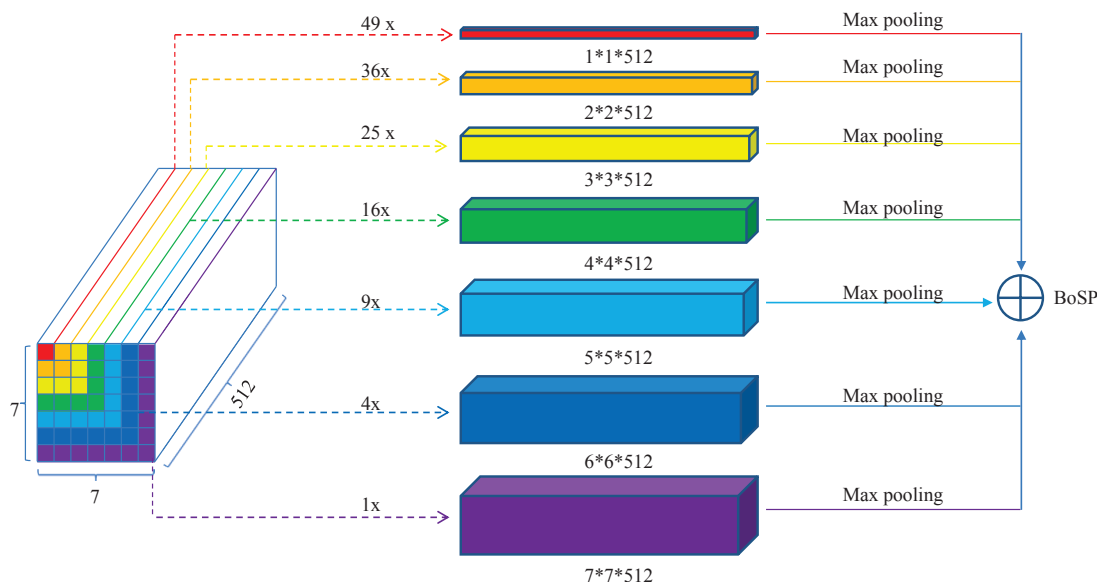 49 x
Max pooling
1*1*512
36x
Max pooling
2*2*512
25 x
Max pooling
3*3*512
16x
Max pooling
4*4*512
9x
Max pooling
BoSP
5*5*512
512
7
4x
Max pooling
6*6*512
7
1x
Max pooling
7*7*512